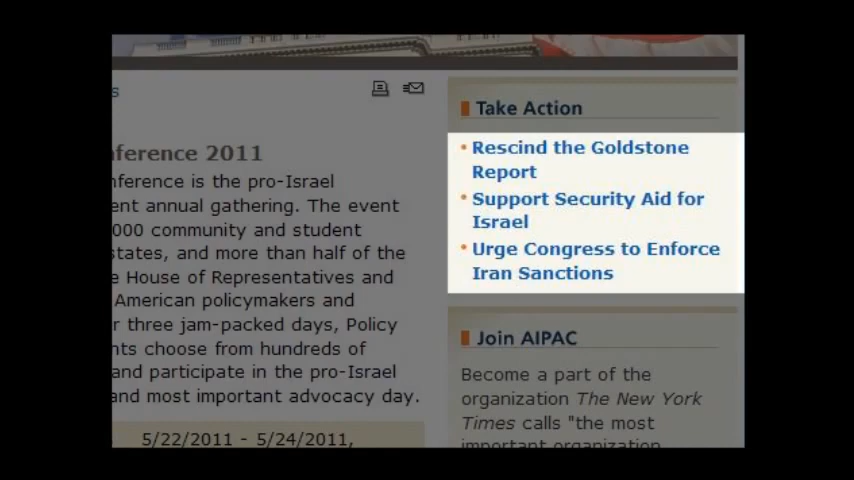 s
nference 2011
nference is the pro-Israel
ent annual gathering. The event
000 community and student
states, and more than half of the
e House of Representatives and
American policymakers and
r three jam-packed days, Policy
nts choose from hundreds of
and participate in the pro-Israel
and most important advocacy day.
5/22/2011 - 5/24/2011,
Take Action
• Rescind the Goldstone
Report
• Support Security Aid for
Israel
• Urge Congress to Enforce
Iran Sanctions
Join AIPAC
Become a part of the
organization The New York
Times calls "the most
important organization